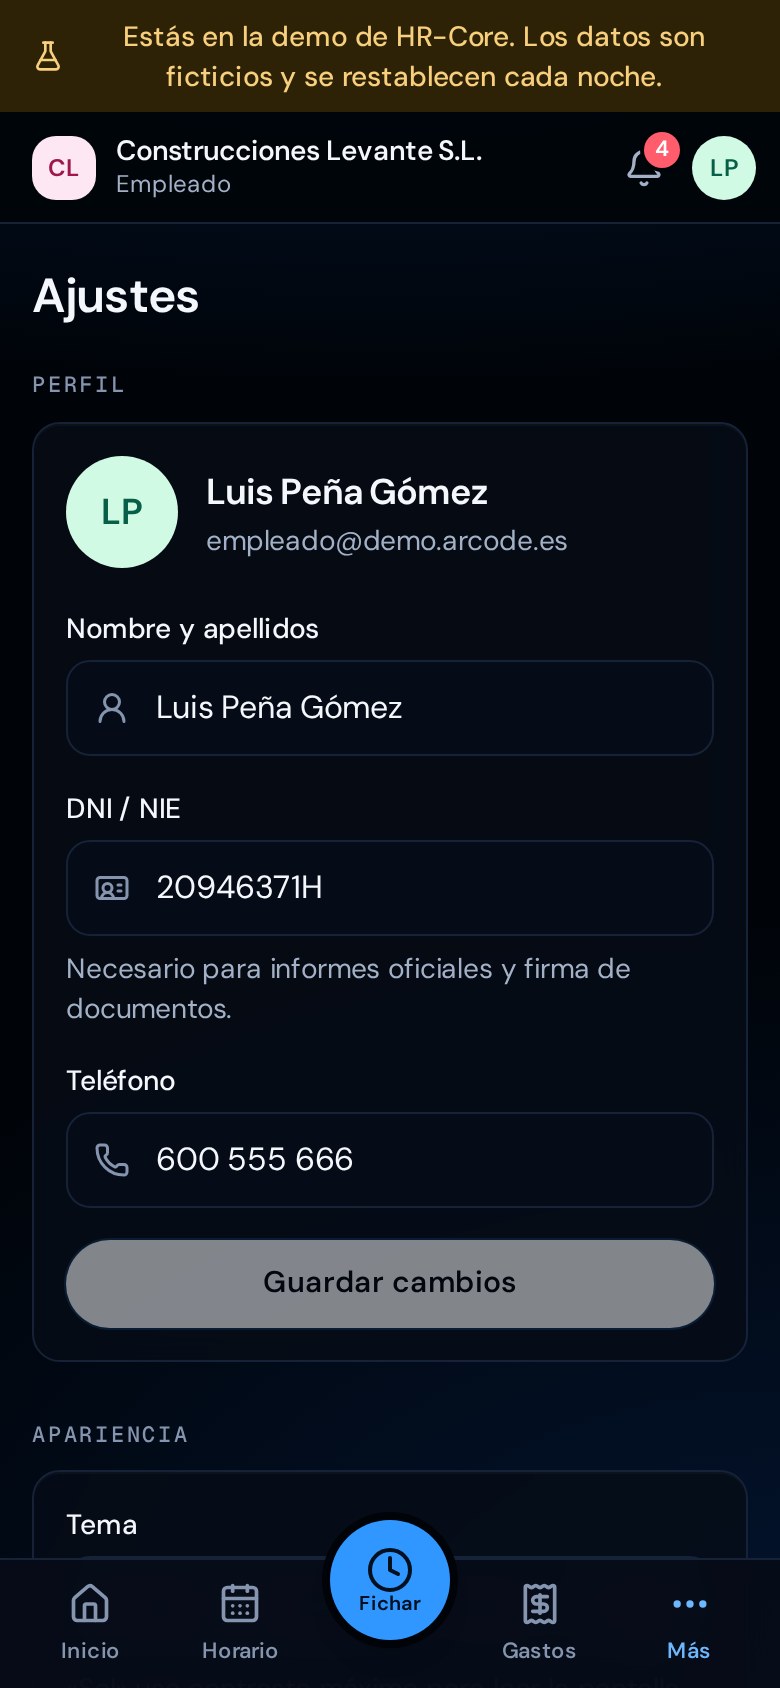 Estás en la demo de HR-Core. Los datos son
ficticios y se restablecen cada noche.
CL
Construcciones Levante S.L.
Empleado
4
LP
Ajustes
PERFIL
LP
Luis Peña Gómez
empleado@demo.arcode.es
Nombre y apellidos
Luis Peña Gómez
DNI / NIE
20946371H
Necesario para informes oficiales y firma de
documentos.
Teléfono
600 555 666
Guardar cambios
APARIENCIA
Tema
Inicio
Horario
Fichar
Gastos
Más